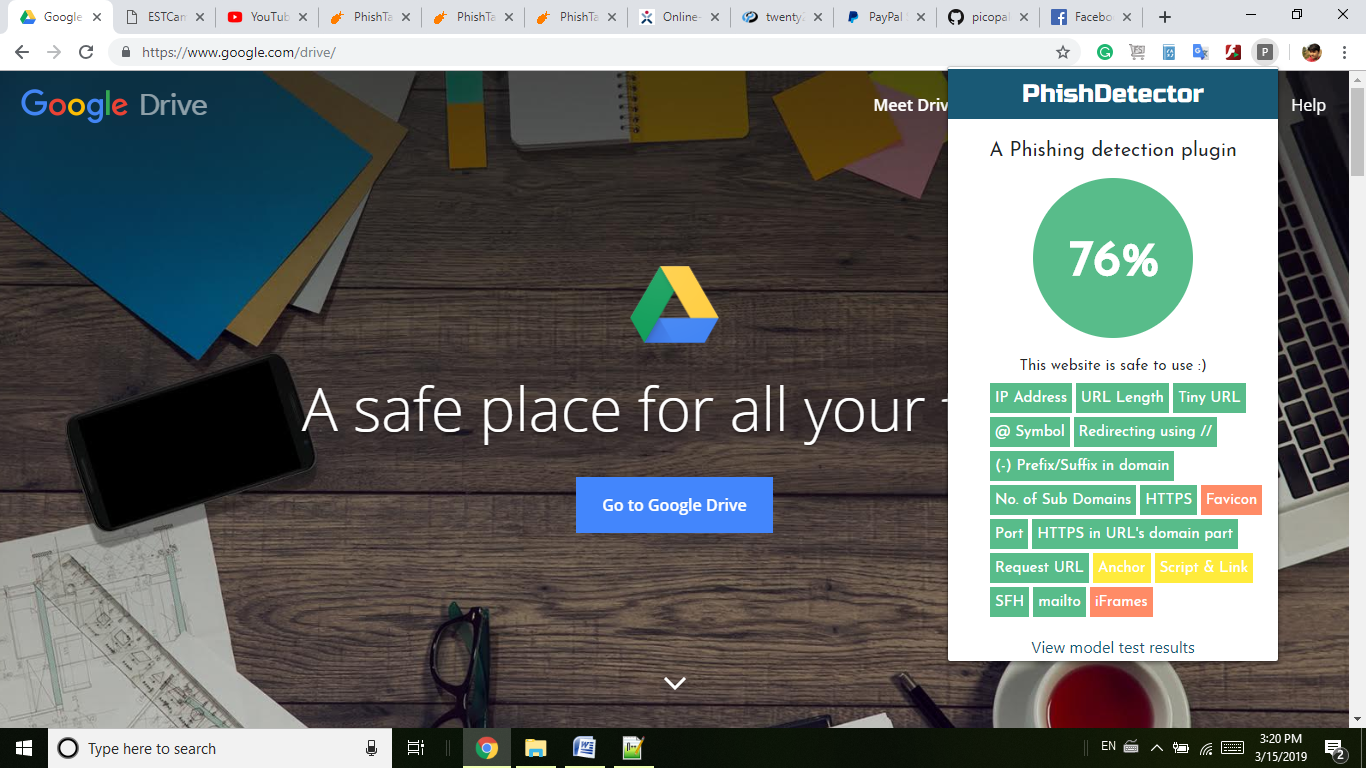 Google
ESTCam
YouTub
PhishTa
PhishTa
PhishTa
Online-
twenty
PayPal
picopal
Facebo
https://www.google.com/drive/
P
Google Drive
Meet Driv
Help
PhishDetector
A Phishing detection plugin
76%
This website is safe to use :)
IP Address URL Length Tiny URL
@ Symbol Redirecting using //
(-) Prefix/Suffix in domain
No. of Sub Domains HTTPS Favicon
Port HTTPS in URL's domain part
Request URL Anchor Script & Link
SFH mailto iFrames
View model test results
A safe place for all your
Go to Google Drive
Type here to search
EN
3:20 PM
3/15/2019
2